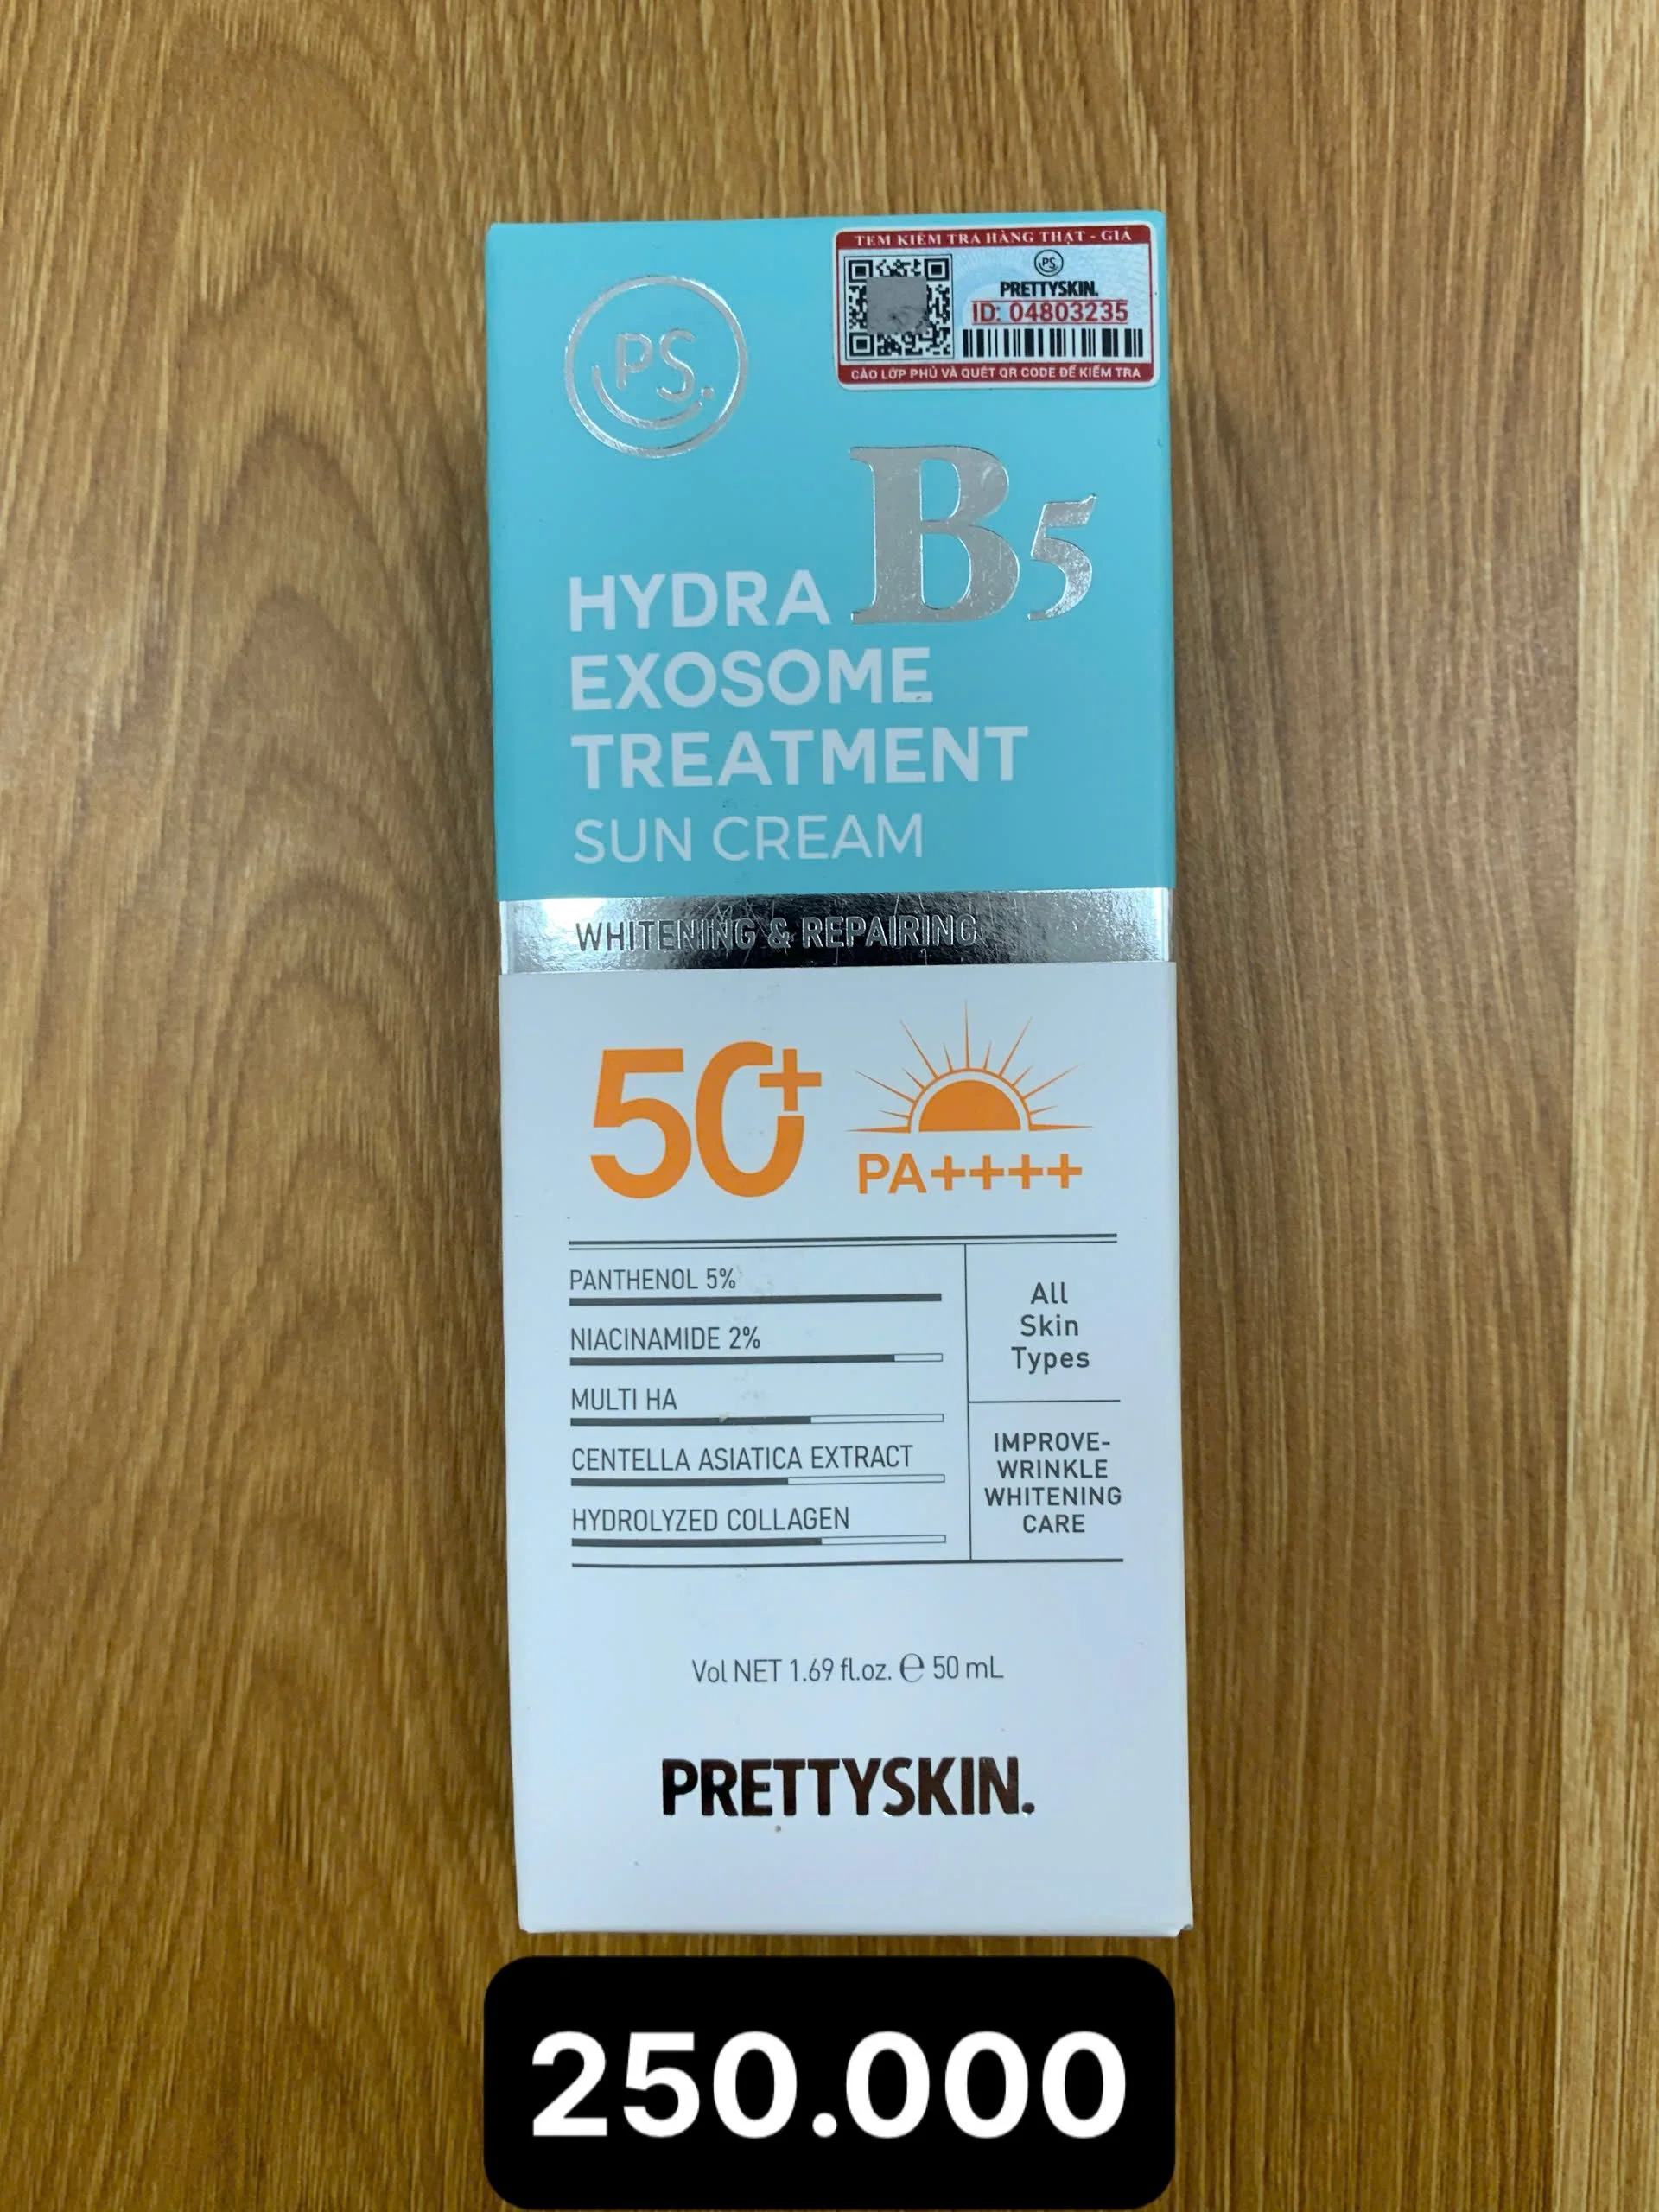 TEM KIỂM TRA HÀNG THẬT - GIẢ
PS.
PRETTYSKIN.
ID: 04803235
CÀO LỚP PHỦ VÀ QUÉT QR CODE ĐỂ KIỂM TRA
PS.
B5
HYDRA
EXOSOME
TREATMENT
SUN CREAM
WHITENING & REPAIRING
50+
PA++++
PANTHENOL 5%
NIACINAMIDE 2%
MULTI HA
CENTELLA ASIATICA EXTRACT
HYDROLYZED COLLAGEN
All
Skin
Types
IMPROVE-
WRINKLE
WHITENING
CARE
Vol NET 1.69 fl.oz. ℮ 50 mL
PRETTYSKIN.
250.000